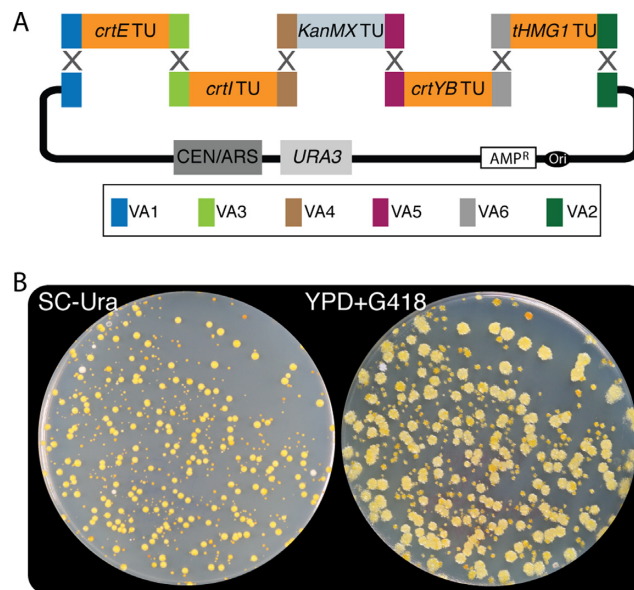 A
crtE TU
KanMX TU
tHMG1 TU
crtI TU
crtYB TU
CEN/ARS
URA3
AMPR
Ori
VA1 VA3 VA4 VA5 VA6 VA2
B
SC-Ura
YPD+G418